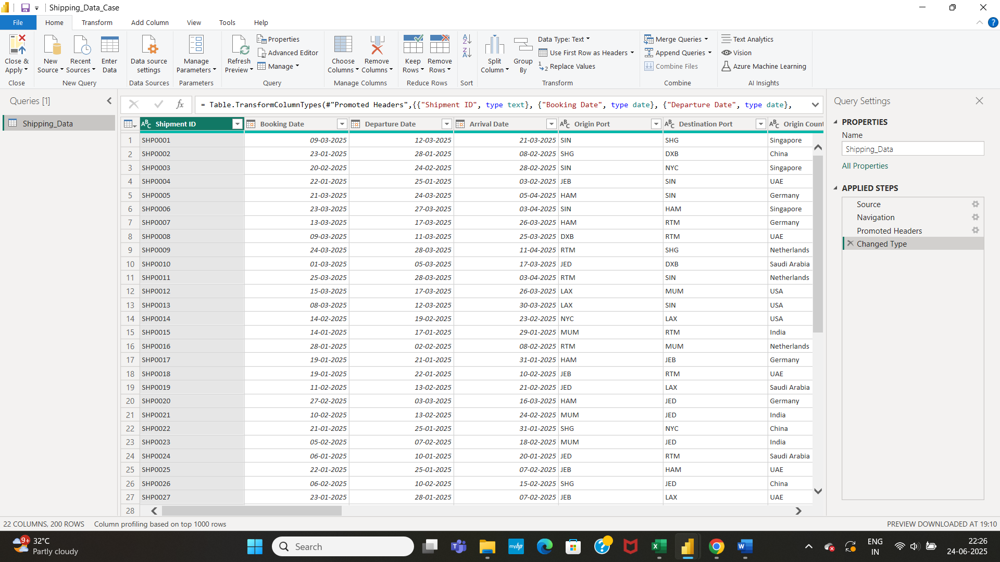 Shipping_Data_Case
File Home Transform Add Column View Tools Help
Close & Apply
Close
New Source
Recent Sources
Enter Data
New Query
Data source settings
Data Sources
Manage Parameters
Parameters
Refresh Preview
Properties
Advanced Editor
Manage
Query
Choose Columns
Remove Columns
Manage Columns
Keep Rows
Remove Rows
Reduce Rows
Sort
Split Column
Group By
Data Type: Text
Use First Row as Headers
Replace Values
Transform
Merge Queries
Append Queries
Combine Files
Combine
Text Analytics
Vision
Azure Machine Learning
AI Insights
Queries [1]
Shipping_Data
fx
= Table.TransformColumnTypes(#"Promoted Headers",{{"Shipment ID", type text}, {"Booking Date", type date}, {"Departure Date", type date},
Shipment ID Booking Date Departure Date Arrival Date Origin Port Destination Port Origin Count
1 SHP0001 09-03-2025 12-03-2025 21-03-2025 SIN SHG Singapore
2 SHP0002 23-01-2025 28-01-2025 08-02-2025 SHG DXB China
3 SHP0003 20-02-2025 24-02-2025 28-02-2025 SIN NYC Singapore
4 SHP0004 22-01-2025 25-01-2025 03-02-2025 JEB SIN UAE
5 SHP0005 21-03-2025 24-03-2025 05-04-2025 HAM SIN Germany
6 SHP0006 23-03-2025 27-03-2025 03-04-2025 SIN HAM Singapore
7 SHP0007 13-03-2025 17-03-2025 26-03-2025 HAM RTM Germany
8 SHP0008 09-03-2025 11-03-2025 25-03-2025 DXB RTM UAE
9 SHP0009 24-03-2025 28-03-2025 11-04-2025 RTM SHG Netherlands
10 SHP0010 01-03-2025 05-03-2025 17-03-2025 JED DXB Saudi Arabia
11 SHP0011 25-03-2025 28-03-2025 03-04-2025 RTM SIN Netherlands
12 SHP0012 15-03-2025 17-03-2025 26-03-2025 LAX MUM USA
13 SHP0013 08-03-2025 12-03-2025 30-03-2025 LAX SIN USA
14 SHP0014 14-02-2025 19-02-2025 23-02-2025 NYC LAX USA
15 SHP0015 14-01-2025 17-01-2025 29-01-2025 MUM RTM India
16 SHP0016 28-01-2025 02-02-2025 08-02-2025 RTM MUM Netherlands
17 SHP0017 19-01-2025 21-01-2025 31-01-2025 HAM JEB Germany
18 SHP0018 19-01-2025 22-01-2025 10-02-2025 JEB RTM UAE
19 SHP0019 11-02-2025 13-02-2025 21-02-2025 JED LAX Saudi Arabia
20 SHP0020 27-02-2025 03-03-2025 16-03-2025 HAM JED Germany
21 SHP0021 10-02-2025 13-02-2025 24-02-2025 MUM JED India
22 SHP0022 21-01-2025 25-01-2025 31-01-2025 SHG NYC China
23 SHP0023 05-02-2025 07-02-2025 18-02-2025 MUM JED India
24 SHP0024 06-01-2025 10-01-2025 20-01-2025 JED RTM Saudi Arabia
25 SHP0025 22-01-2025 25-01-2025 07-02-2025 JEB HAM UAE
26 SHP0026 06-02-2025 10-02-2025 15-02-2025 SHG JED China
27 SHP0027 23-01-2025 28-01-2025 07-02-2025 JEB LAX UAE
28
Query Settings
PROPERTIES
Name
Shipping_Data
All Properties
APPLIED STEPS
Source
Navigation
Promoted Headers
Changed Type
22 COLUMNS, 200 ROWS Column profiling based on top 1000 rows
PREVIEW DOWNLOADED AT 19:10
9+
32°C
Partly cloudy
Search
ENG
IN
22:26
24-06-2025